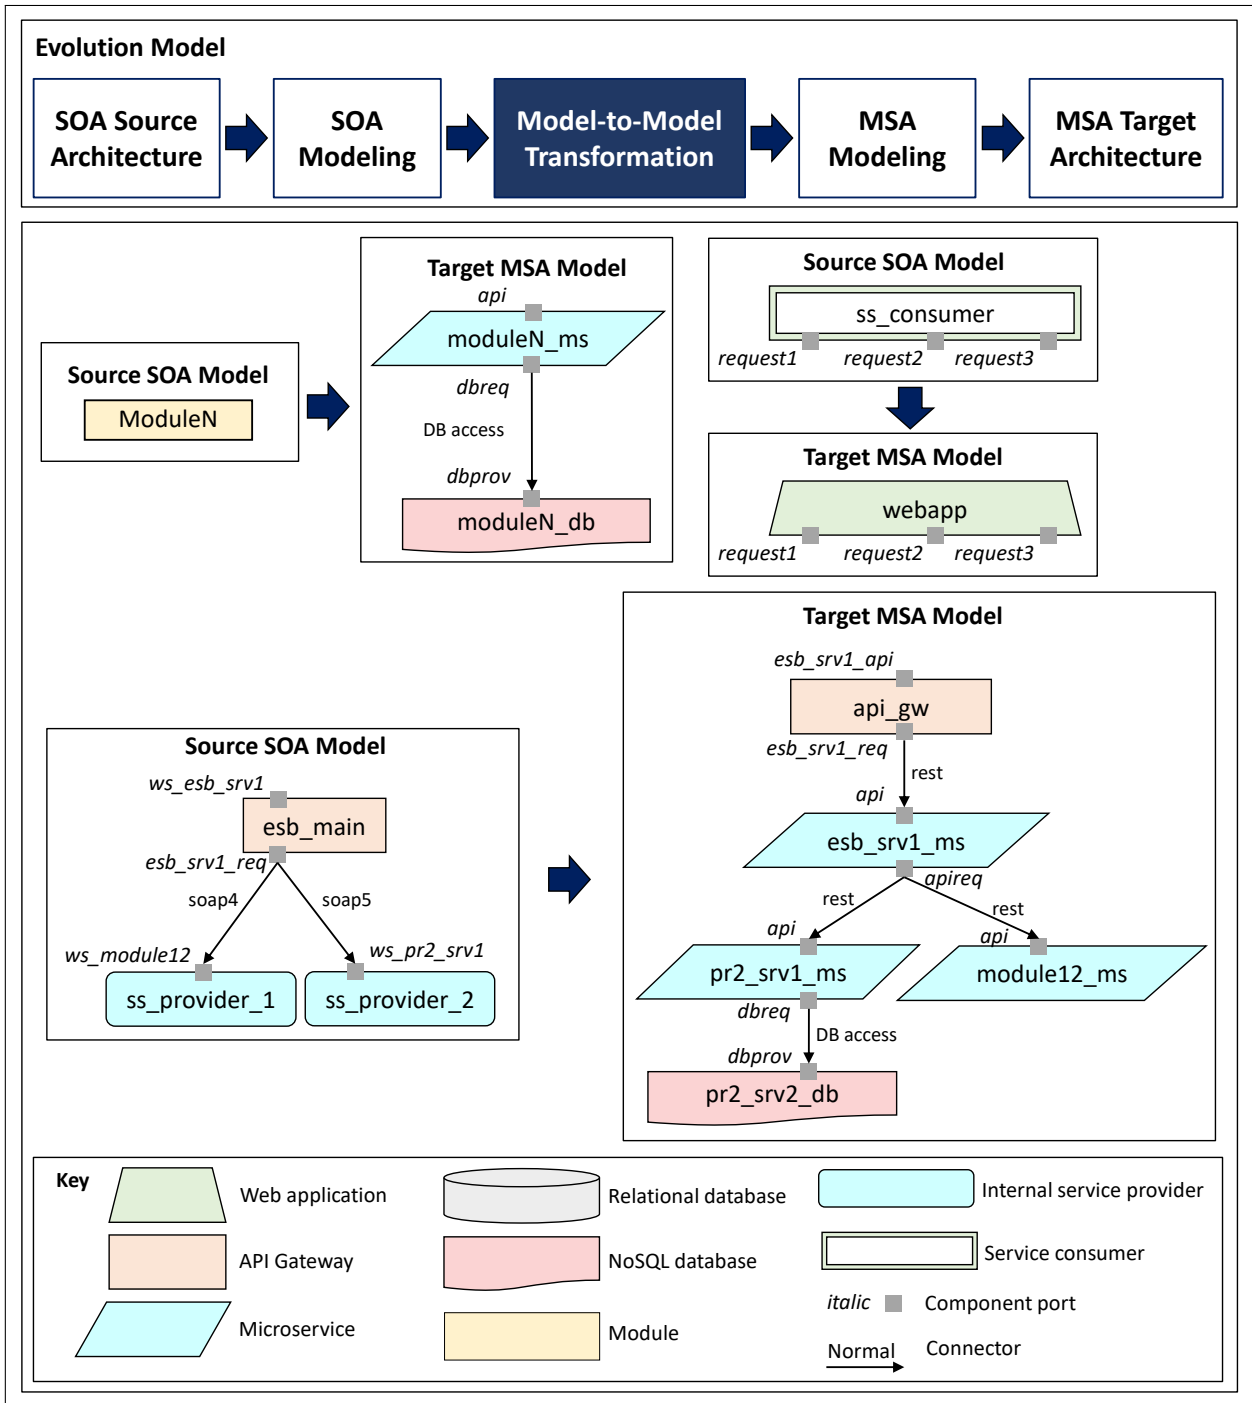 Evolution Model
SOA Source
Architecture
SOA
Modeling
Model-to-Model
Transformation
MSA
Modeling
MSA Target
Architecture
Source SOA Model
ModuleN
Target MSA Model
api
moduleN_ms
dbreq
DB access
dbprov
moduleN_db
Source SOA Model
ss_consumer
request1 request2 request3
Target MSA Model
webapp
request1 request2 request3
Source SOA Model
ws_esb_srv1
esb_main
esb_srv1_req
soap4 soap5
ws_module12 ws_pr2_srv1
ss_provider_1 ss_provider_2
Target MSA Model
esb_srv1_api
api_gw
esb_srv1_req
rest
api
esb_srv1_ms
apireq
rest rest
api api
pr2_srv1_ms module12_ms
dbreq
DB access
dbprov
pr2_srv2_db
Key
Web application
API Gateway
Microservice
Relational database
NoSQL database
Module
Internal service provider
Service consumer
italic Component port
Normal Connector